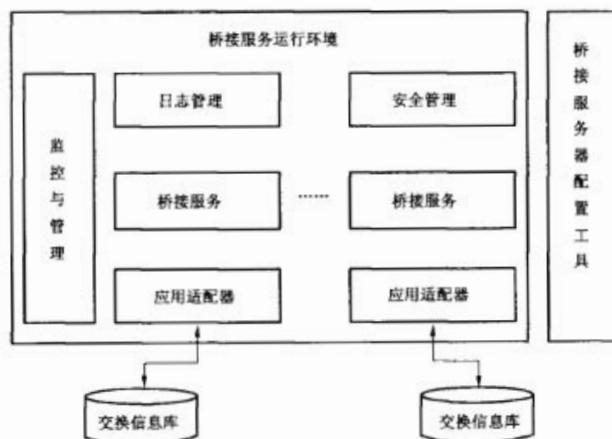 桥接服务运行环境
日志管理
安全管理
监控与管理
桥接服务
……
桥接服务
应用适配器
应用适配器
交换信息库
交换信息库
桥接服务器配置工具